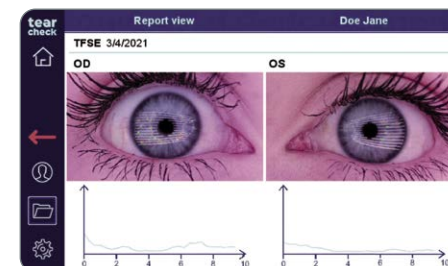 tear
check
Report view
Doe Jane
TFSE 3/4/2021
OD
OS
0 2 4 6 8 10
0 2 4 6 8 10